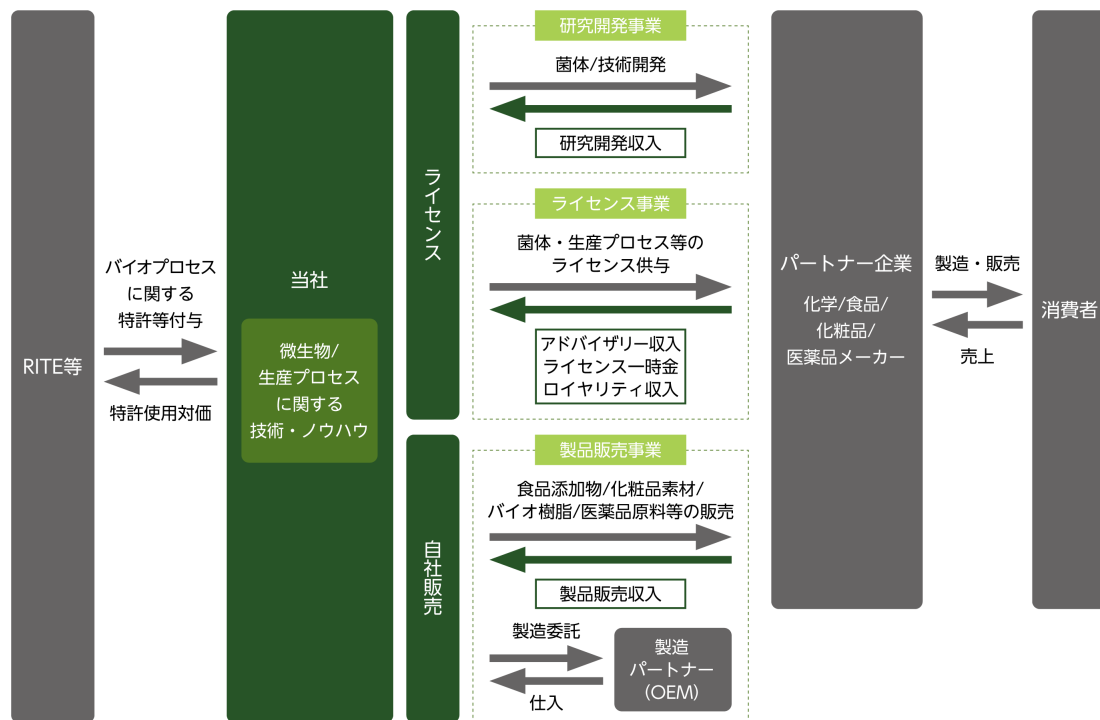 RITE等
バイオプロセス
に関する
特許等付与
特許使用対価
当社
微生物/
生産プロセス
に関する
技術・ノウハウ
ライセンス
自社販売
研究開発事業
菌体/技術開発
研究開発収入
ライセンス事業
菌体・生産プロセス等の
ライセンス供与
アドバイザリー収入
ライセンス一時金
ロイヤリティ収入
製品販売事業
食品添加物/化粧品素材/
バイオ樹脂/医薬品原料等の販売
製品販売収入
製造委託
仕入
製造
パートナー
(OEM)
パートナー企業
化学/食品/
化粧品/
医薬品メーカー
製造・販売
売上
消費者